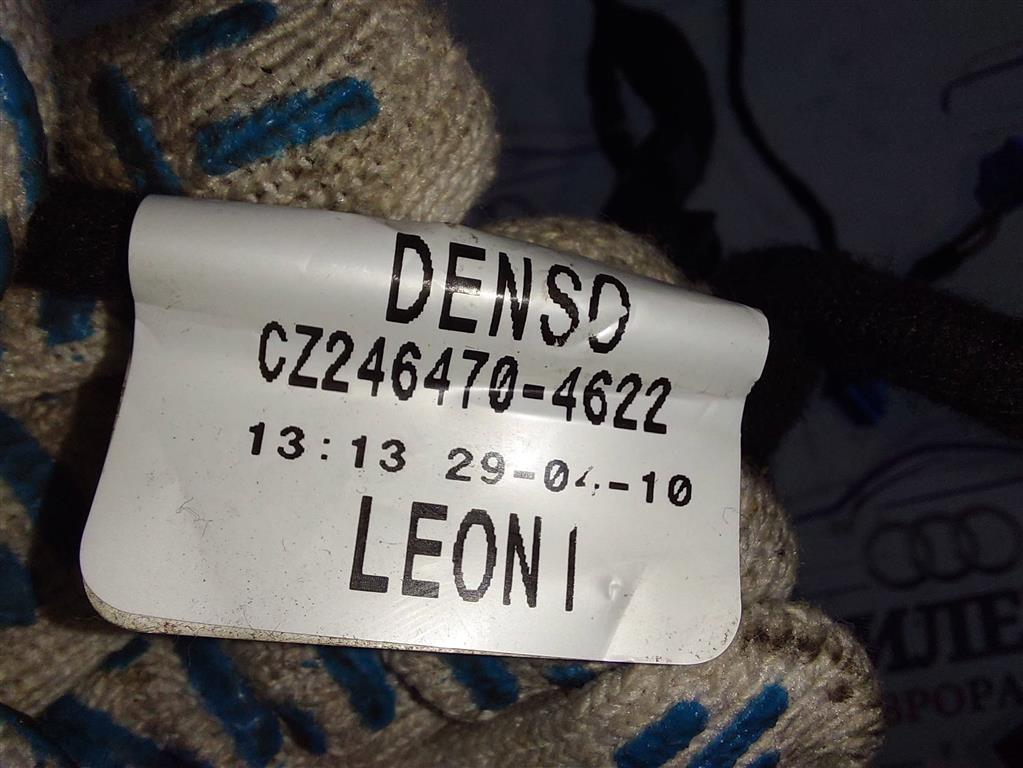 DENSO
CZ246470-4622
13:13 29-04-10
LEONI